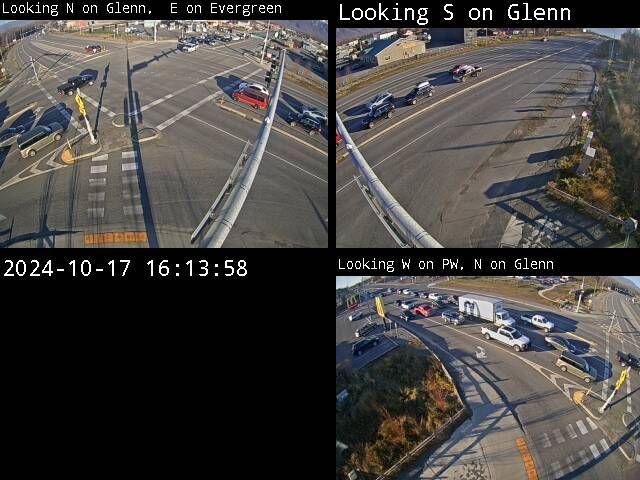 Looking N on Glenn,  E on Evergreen
Looking S on Glenn
2024-10-17 16:13:58
Looking W on PW, N on Glenn